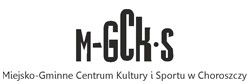 M-GCK·S
Miejsko-Gminne Centrum Kultury i Sportu w Choroszczy